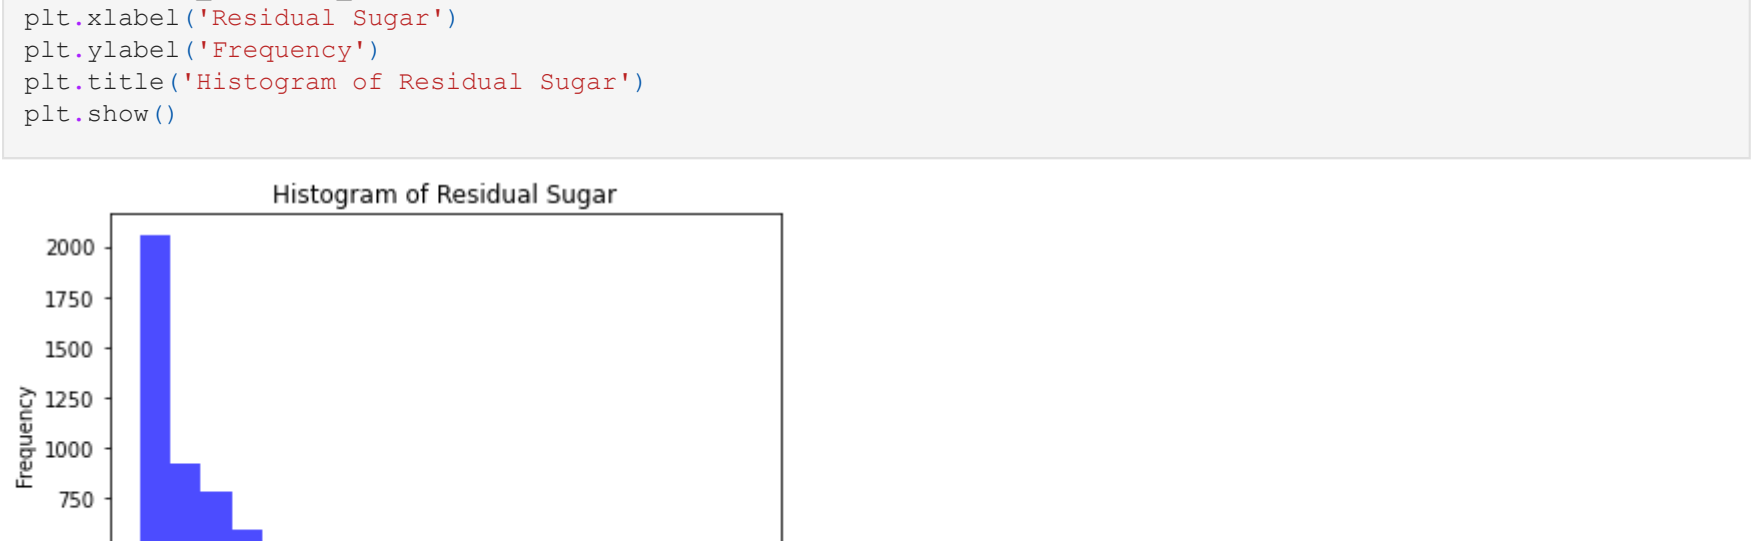 plt.xlabel('Residual Sugar')
plt.ylabel('Frequency')
plt.title('Histogram of Residual Sugar')
plt.show()
Histogram of Residual Sugar
2000
1750
1500
1250
1000
750
Frequency